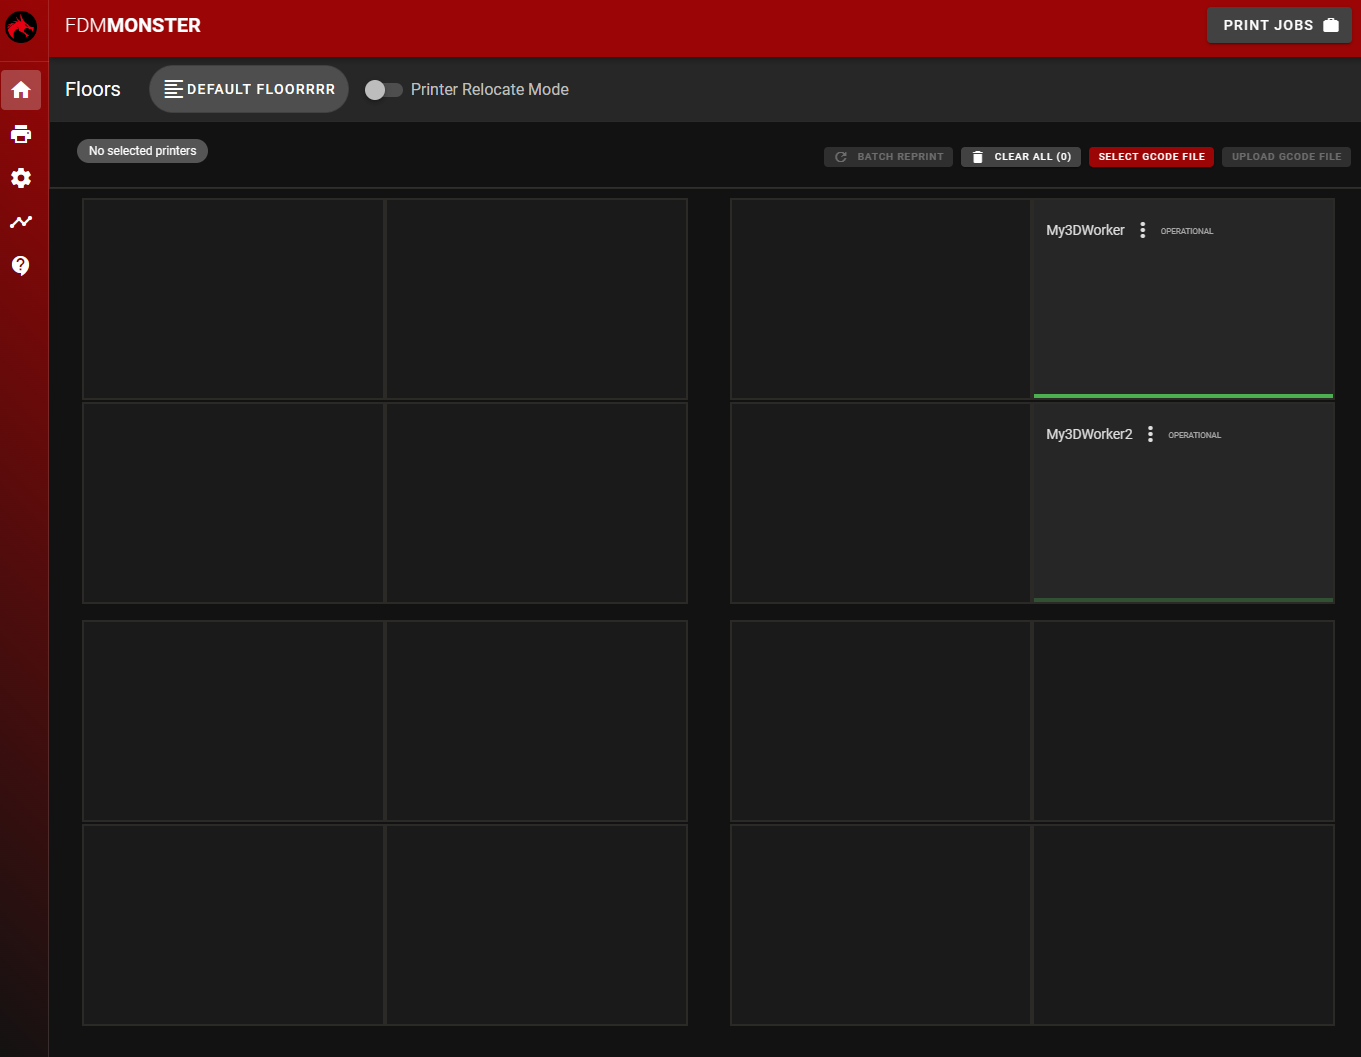 FDMMONSTER
PRINT JOBS
Floors
DEFAULT FLOORRRR
Printer Relocate Mode
No selected printers
BATCH REPRINT
CLEAR ALL (0)
SELECT GCODE FILE
UPLOAD GCODE FILE
My3DWorker
OPERATIONAL
My3DWorker2
OPERATIONAL